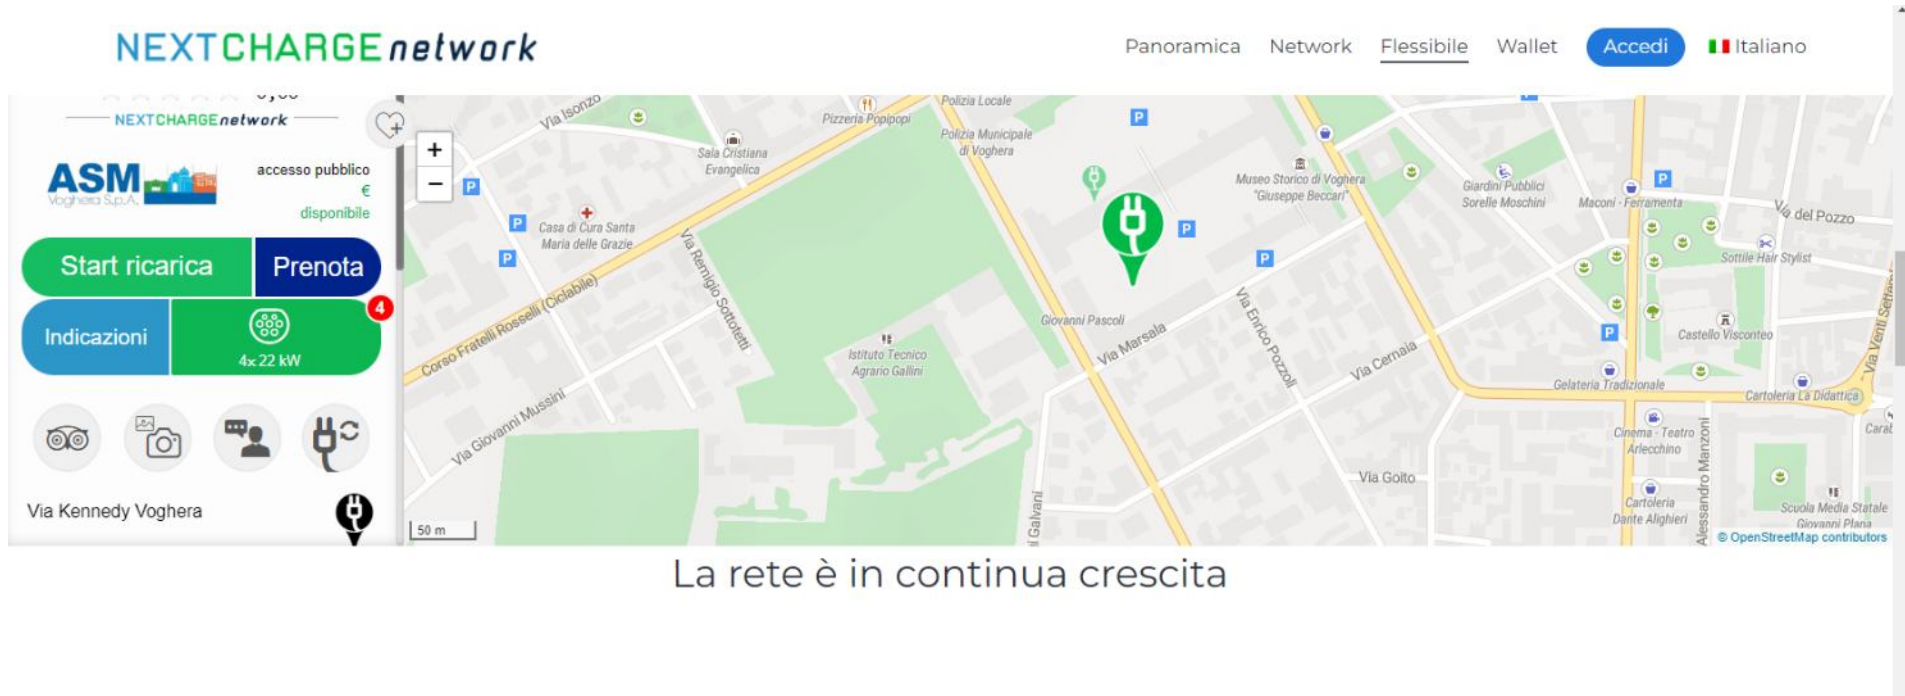 NEXTCHARGEnetwork
Panoramica
Network
Flessibile
Wallet
Accedi
Italiano
NEXTCHARGEnetwork
ASM
Voghera S.p.A.
accesso pubblico
€
disponibile
Start ricarica
Prenota
4
Indicazioni
4x 22 kW
Via Kennedy Voghera
+
−
50 m
Via Isonzo
Sala Cristiana
Evangelica
Pizzeria Popipopi
Polizia Locale
Polizia Municipale
di Voghera
P
P
P
P
P
P
P
P
Casa di Cura Santa
Maria delle Grazie
Corso Fratelli Rosselli (Ciclabile)
Via Remigio Sottotetti
Via Giovanni Mussini
Istituto Tecnico
Agrario Gallini
Giovanni Pascoli
Via Marsala
Via Enrico Pozzoli
Via Cernaia
Museo Storico di Voghera
"Giuseppe Beccari"
Giardini Pubblici
Sorelle Moschini
Maconi - Ferramenta
Via del Pozzo
Sottile Hair Stylist
Castello Visconteo
Gelateria Tradizionale
Cartoleria La Didattica
Cinema - Teatro
Arlecchino
Cartoleria
Dante Alighieri
Alessandro Manzoni
Via Goito
Galvani
Scuola Media Statale
Giovanni Plana
© OpenStreetMap contributors
La rete è in continua crescita